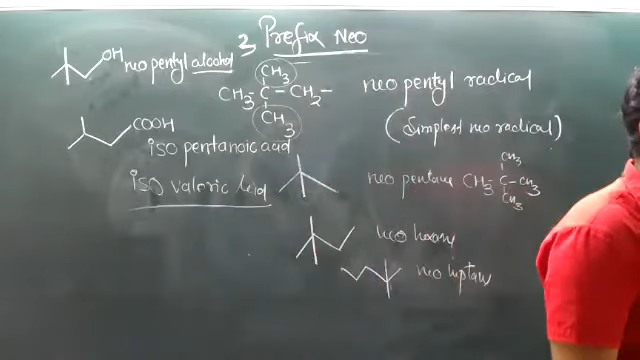 3 Prefix Neo
OH neo pentyl alcohol
CH3
CH3-C-CH2-
CH3
neo pentyl radical
(Simplest neo radical)
COOH
iso pentanoic acid
iso valeric Acid
neo pentane CH3 C-CH3
CH3
CH3
neo hexane
neo heptane